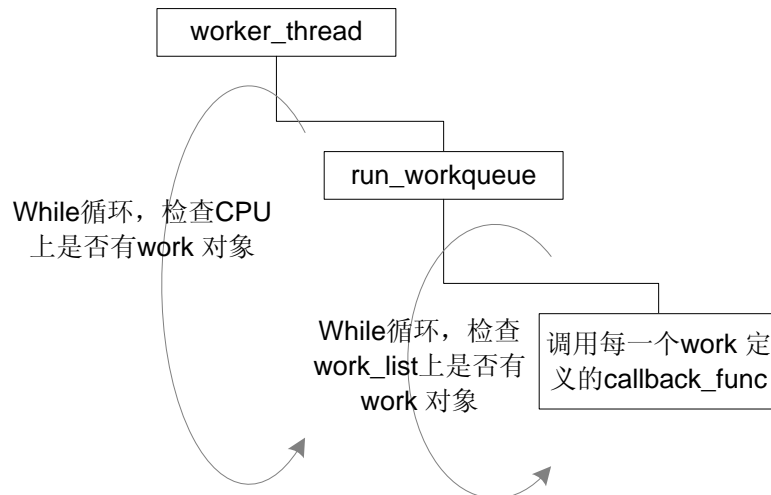 worker_thread
run_workqueue
While循环，检查CPU
上是否有work 对象
While循环，检查
work_list上是否有
work 对象
调用每一个work 定
义的callback_func